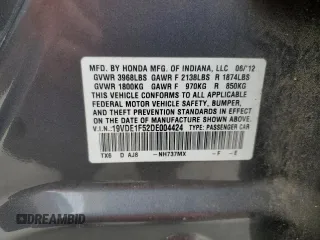 MFD. BY HONDA MFG. OF INDIANA, LLC 06/12
GVWR 3968LBS GAWR F 2138LBS R 1874LBS
GVWR 1800KG GAWR F 970KG R 850KG
THIS VEHICLE CONFORMS TO ALL APPLICABLE
FEDERAL MOTOR VEHICLE SAFETY, BUMPER,
AND THEFT PREVENTION STANDARDS IN EFFECT
ON THE DATE OF MANUFACTURE SHOWN ABOVE.
V.I.N.: 19VDE1F52DE004424 TYPE: PASSENGER CAR
TX6 D AJ8 -NH737MX -F -E
DREAMBID